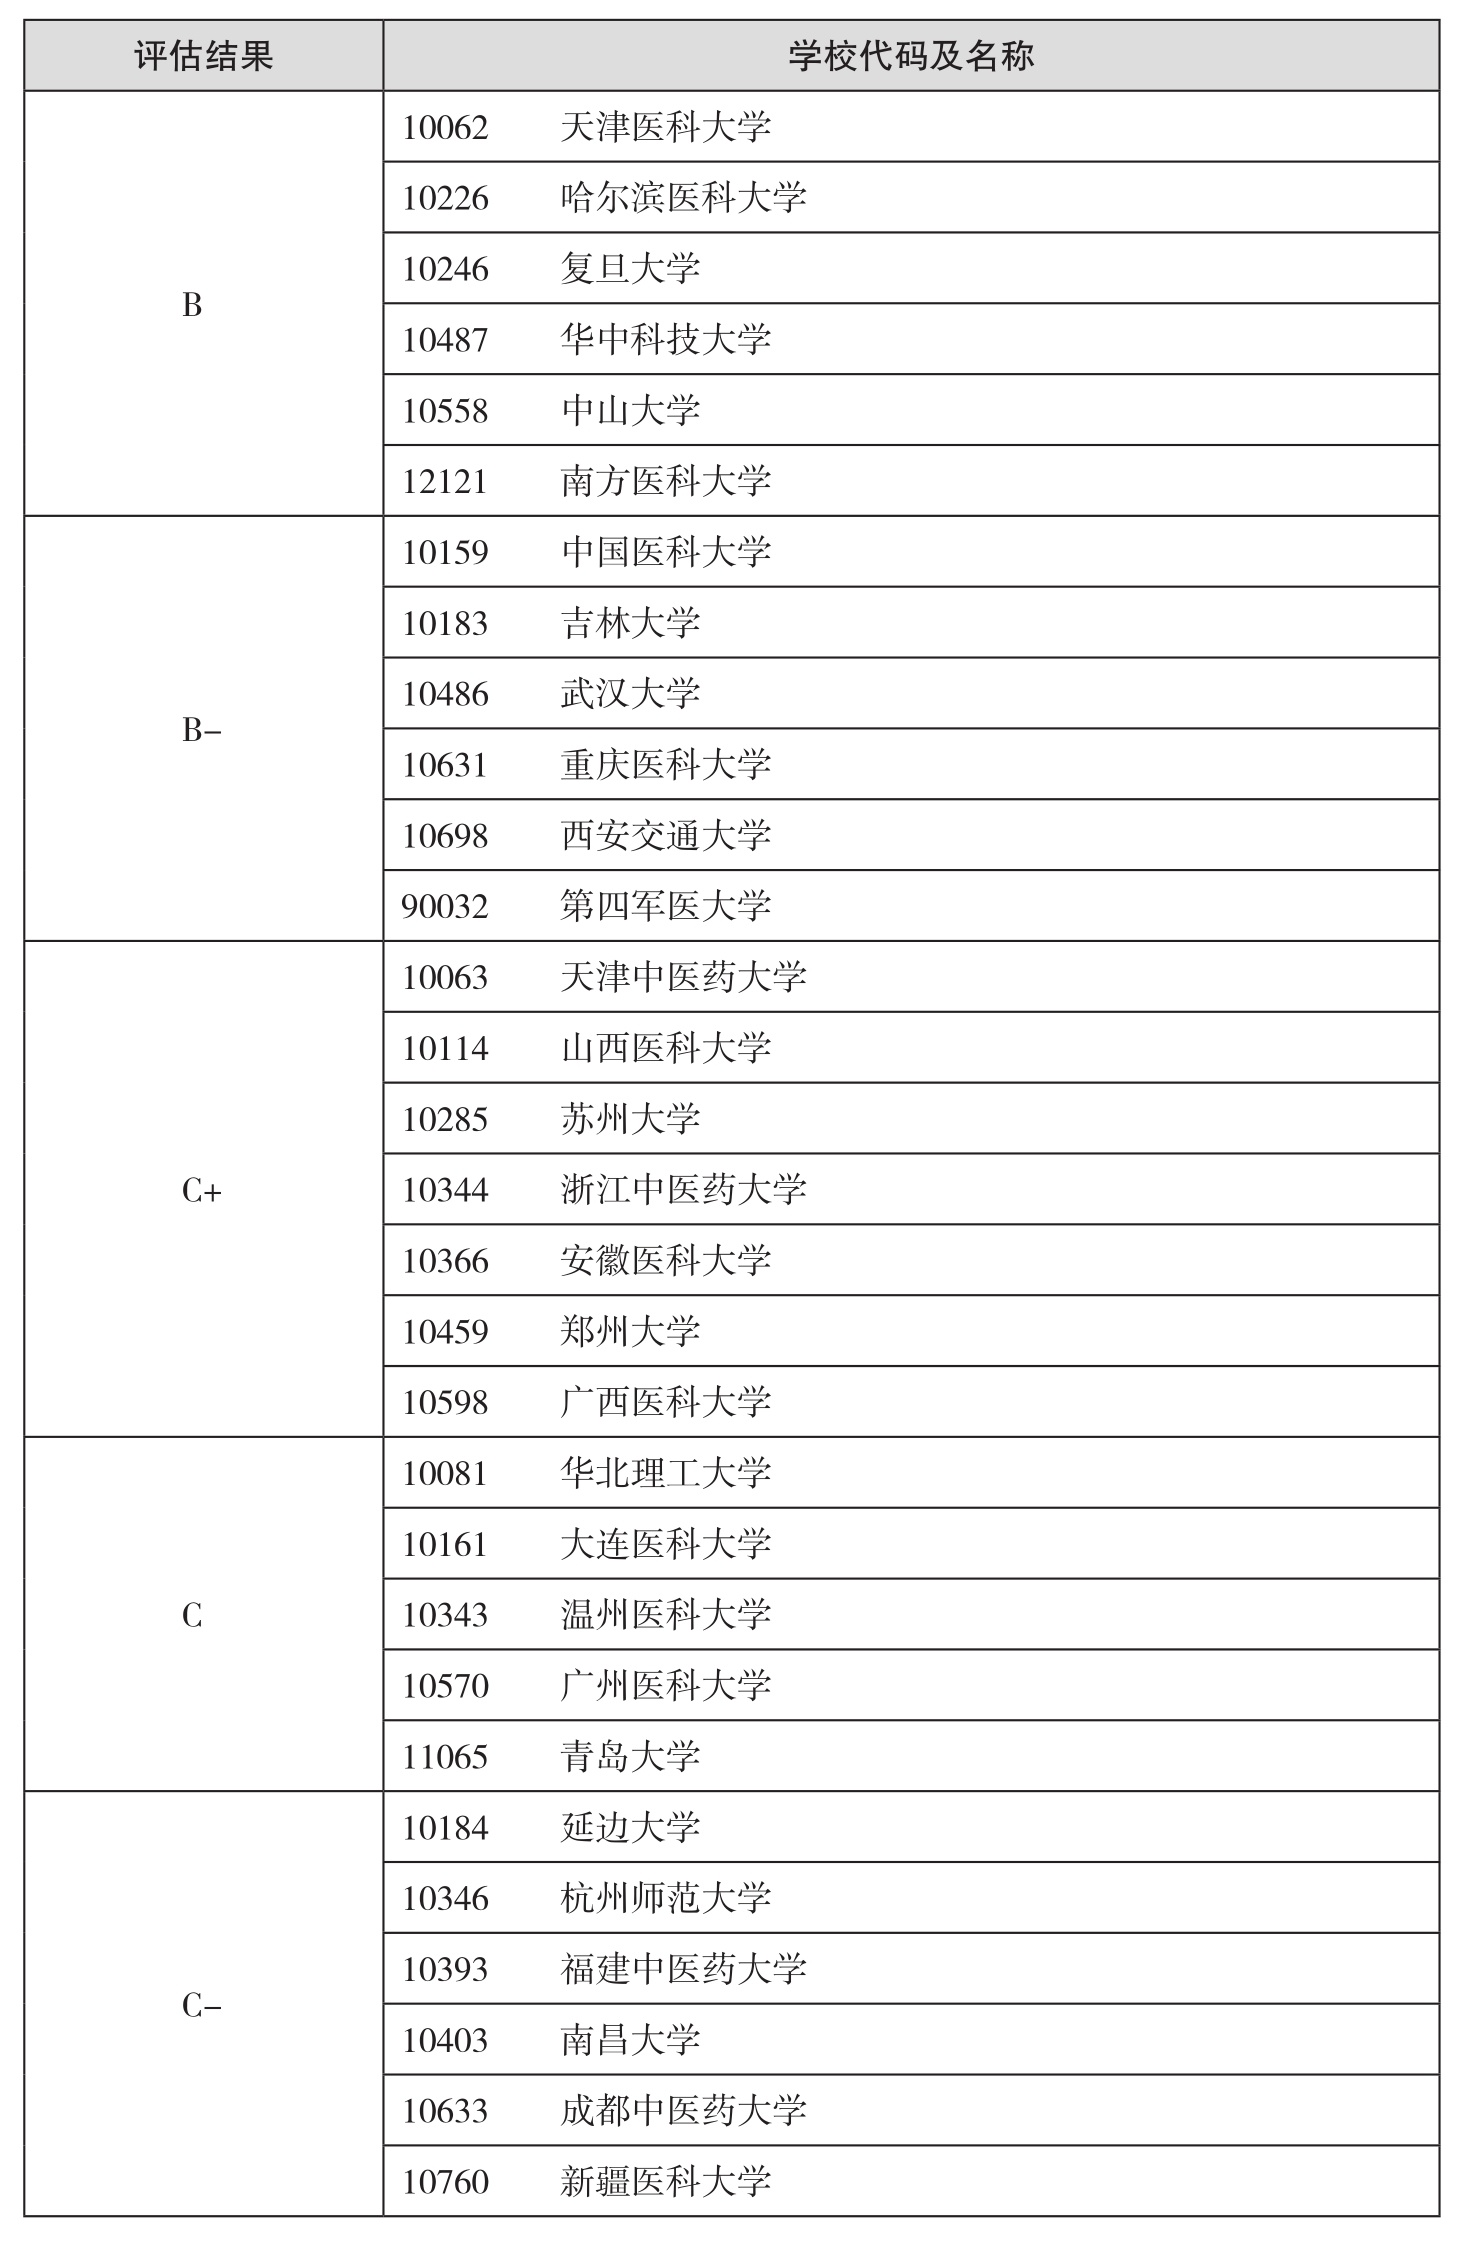 评估结果 学校代码及名称
B
10062 天津医科大学
10226 哈尔滨医科大学
10246 复旦大学
10487 华中科技大学
10558 中山大学
12121 南方医科大学
B–
10159 中国医科大学
10183 吉林大学
10486 武汉大学
10631 重庆医科大学
10698 西安交通大学
90032 第四军医大学
C+
10063 天津中医药大学
10114 山西医科大学
10285 苏州大学
10344 浙江中医药大学
10366 安徽医科大学
10459 郑州大学
10598 广西医科大学
C
10081 华北理工大学
10161 大连医科大学
10343 温州医科大学
10570 广州医科大学
11065 青岛大学
C–
10184 延边大学
10346 杭州师范大学
10393 福建中医药大学
10403 南昌大学
10633 成都中医药大学
10760 新疆医科大学